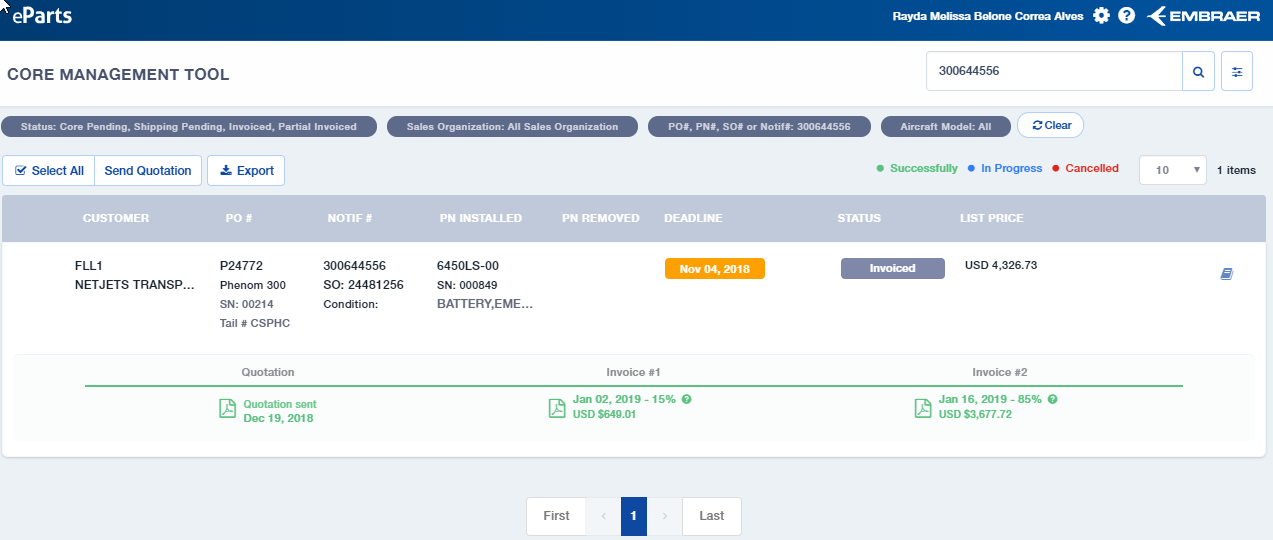 eParts
Rayda Melissa Belone Correa Alves
EMBRAER
CORE MANAGEMENT TOOL
300644556
Status: Core Pending, Shipping Pending, Invoiced, Partial Invoiced
Sales Organization: All Sales Organization
PO#, PN#, SO# or Notif#: 300644556
Aircraft Model: All
Clear
Select All
Send Quotation
Export
Successfully
In Progress
Cancelled
10
1 items
CUSTOMER PO # NOTIF # PN INSTALLED PN REMOVED DEADLINE STATUS LIST PRICE
FLL1 P24772 300644556 6450LS-00 Nov 04, 2018 Invoiced USD 4,326.73
NETJETS TRANSP... Phenom 300 SO: 24481256 SN: 000849
SN: 00214 Condition: BATTERY,EME...
Tail # CSPHC
Quotation Invoice #1 Invoice #2
Quotation sent Jan 02, 2019 - 15% Jan 16, 2019 - 85%
Dec 19, 2018 USD $649.01 USD $3,677.72
First ‹ 1 › Last